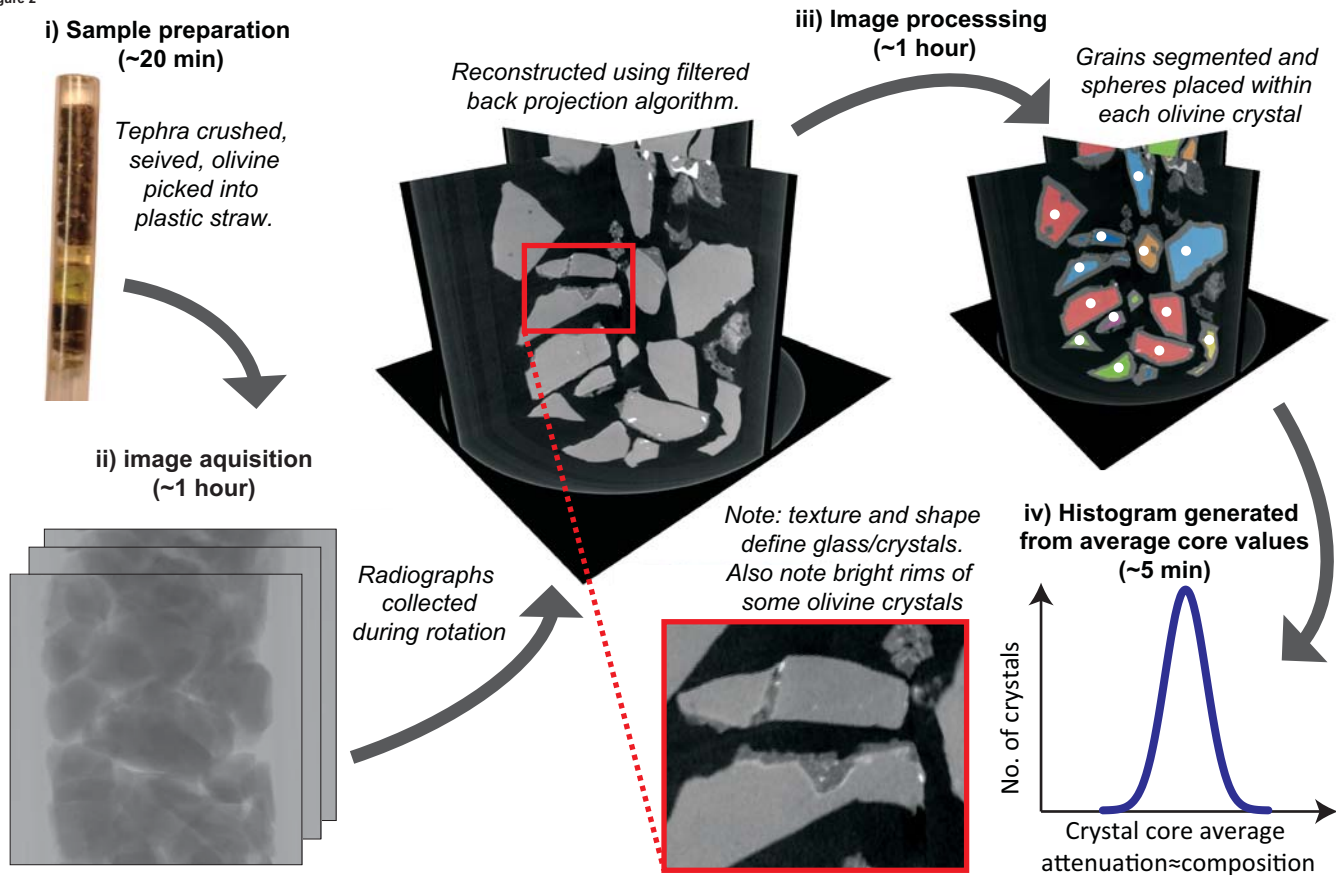 i) Sample preparation
(~20 min)
Tephra crushed,
seived, olivine
picked into
plastic straw.
ii) image aquisition
(~1 hour)
Radiographs
collected
during rotation
Reconstructed using filtered
back projection algorithm.
iii) Image processsing
(~1 hour)
Grains segmented and
spheres placed within
each olivine crystal
Note: texture and shape
define glass/crystals.
Also note bright rims of
some olivine crystals
iv) Histogram generated
from average core values
(~5 min)
No. of crystals
Crystal core average
attenuation≈composition